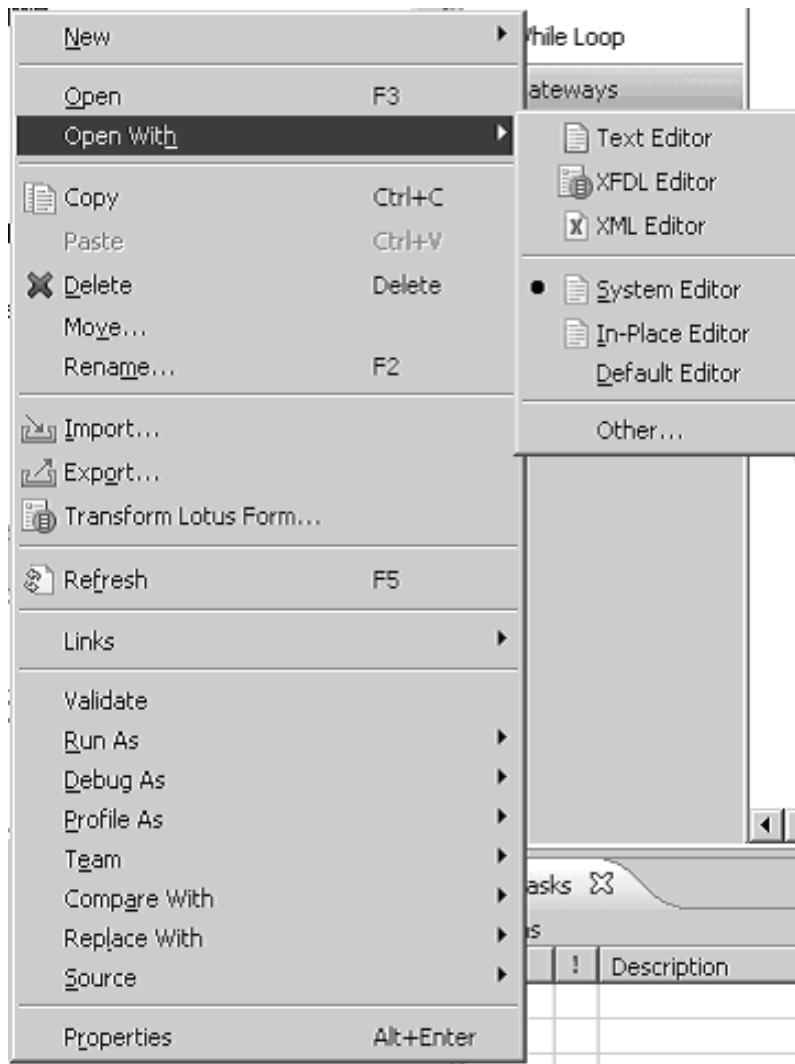 New
Open F3
Open With
Copy Ctrl+C
Paste Ctrl+V
Delete Delete
Move...
Rename... F2
Import...
Export...
Transform Lotus Form...
Refresh F5
Links
Validate
Run As
Debug As
Profile As
Team
Compare With
Replace With
Source
Properties Alt+Enter
Text Editor
XFDL Editor
XML Editor
System Editor
In-Place Editor
Default Editor
Other...
hile Loop
ateways
asks
ns
! Description